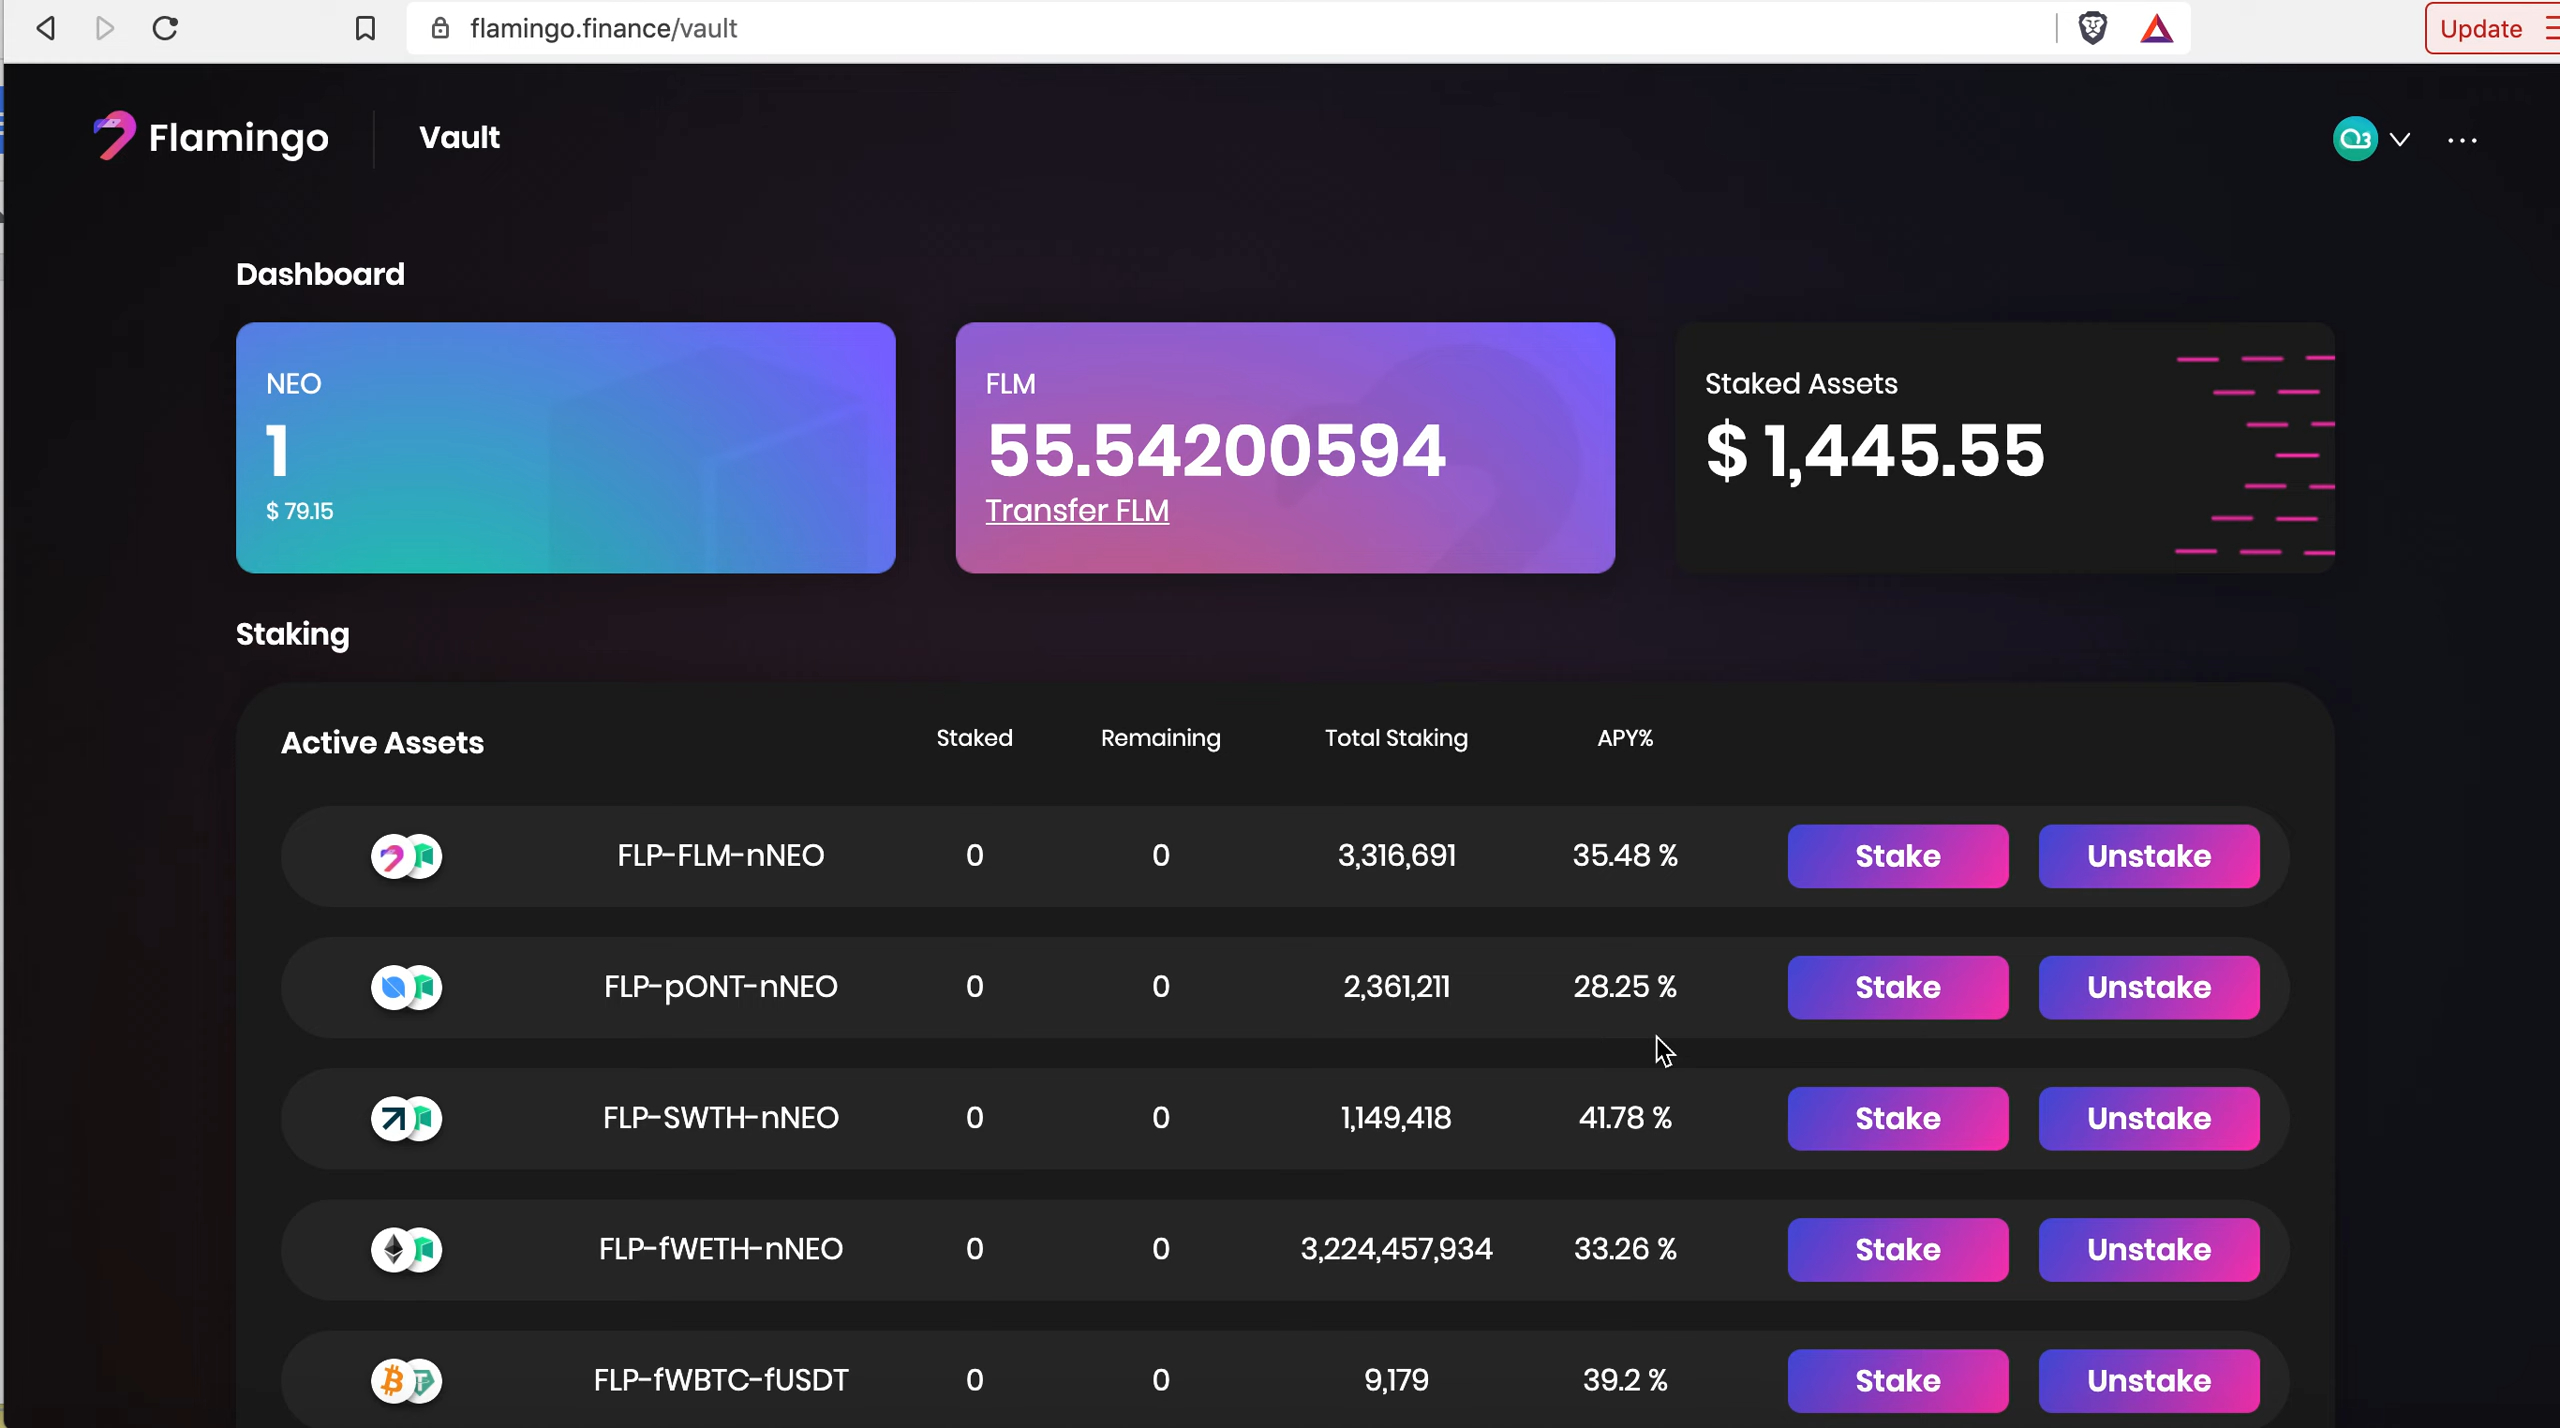 flamingo.finance/vault
Update
Flamingo
Vault
Dashboard
NEO
1
$ 79.15
FLM
55.54200594
Transfer FLM
Staked Assets
$ 1,445.55
Staking
Active Assets Staked Remaining Total Staking APY%
FLP-FLM-nNEO 0 0 3,316,691 35.48 % Stake Unstake
FLP-pONT-nNEO 0 0 2,361,211 28.25 % Stake Unstake
FLP-SWTH-nNEO 0 0 1,149,418 41.78 % Stake Unstake
FLP-fWETH-nNEO 0 0 3,224,457,934 33.26 % Stake Unstake
FLP-fWBTC-fUSDT 0 0 9,179 39.2 % Stake Unstake